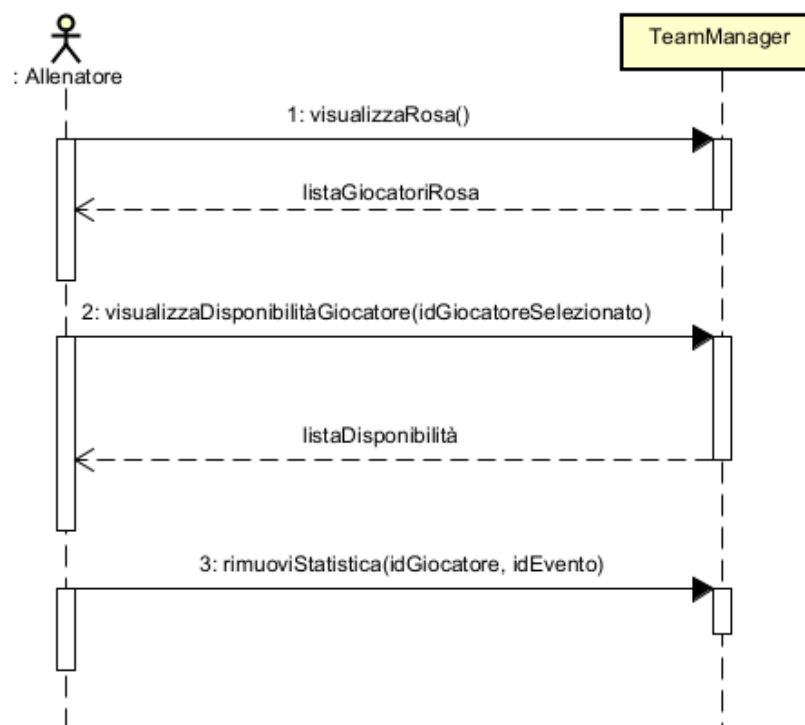 : Allenatore
TeamManager
1: visualizzaRosa()
listaGiocatoriRosa
2: visualizzaDisponibilitàGiocatore(idGiocatoreSelezionato)
listaDisponibilità
3: rimuoviStatistica(idGiocatore, idEvento)